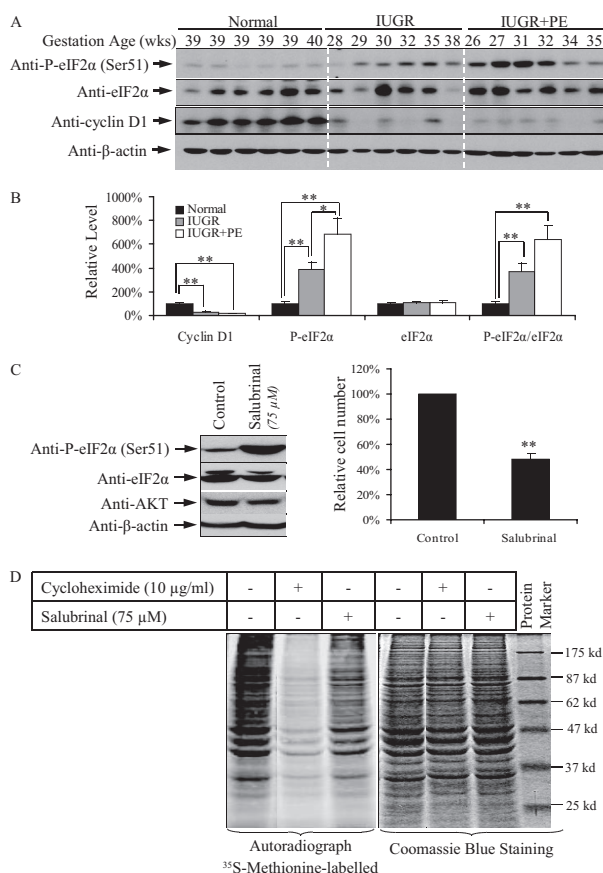 A
Normal IUGR IUGR+PE
Gestation Age (wks) 39 39 39 39 39 40 28 29 30 32 35 38 26 27 31 32 34 35
Anti-P-eIF2α (Ser51)
Anti-eIF2α
Anti-cyclin D1
Anti-β-actin
B
Relative Level
1000%
800%
600%
400%
200%
0%
Normal
IUGR
IUGR+PE
** ** ** ** * ** **
Cyclin D1 P-eIF2α eIF2α P-eIF2α/eIF2α
C
Control
Salubrinal
(75 µM)
Anti-P-eIF2α (Ser51)
Anti-eIF2α
Anti-AKT
Anti-β-actin
Relative cell number
120%
100%
80%
60%
40%
20%
0%
**
Control Salubrinal
D
Cycloheximide (10 µg/ml) - + - - + -
Salubrinal (75 µM) - - + - - +
Protein
Marker
175 kd
87 kd
62 kd
47 kd
37 kd
25 kd
Autoradiograph
³⁵S-Methionine-labelled
Coomassie Blue Staining